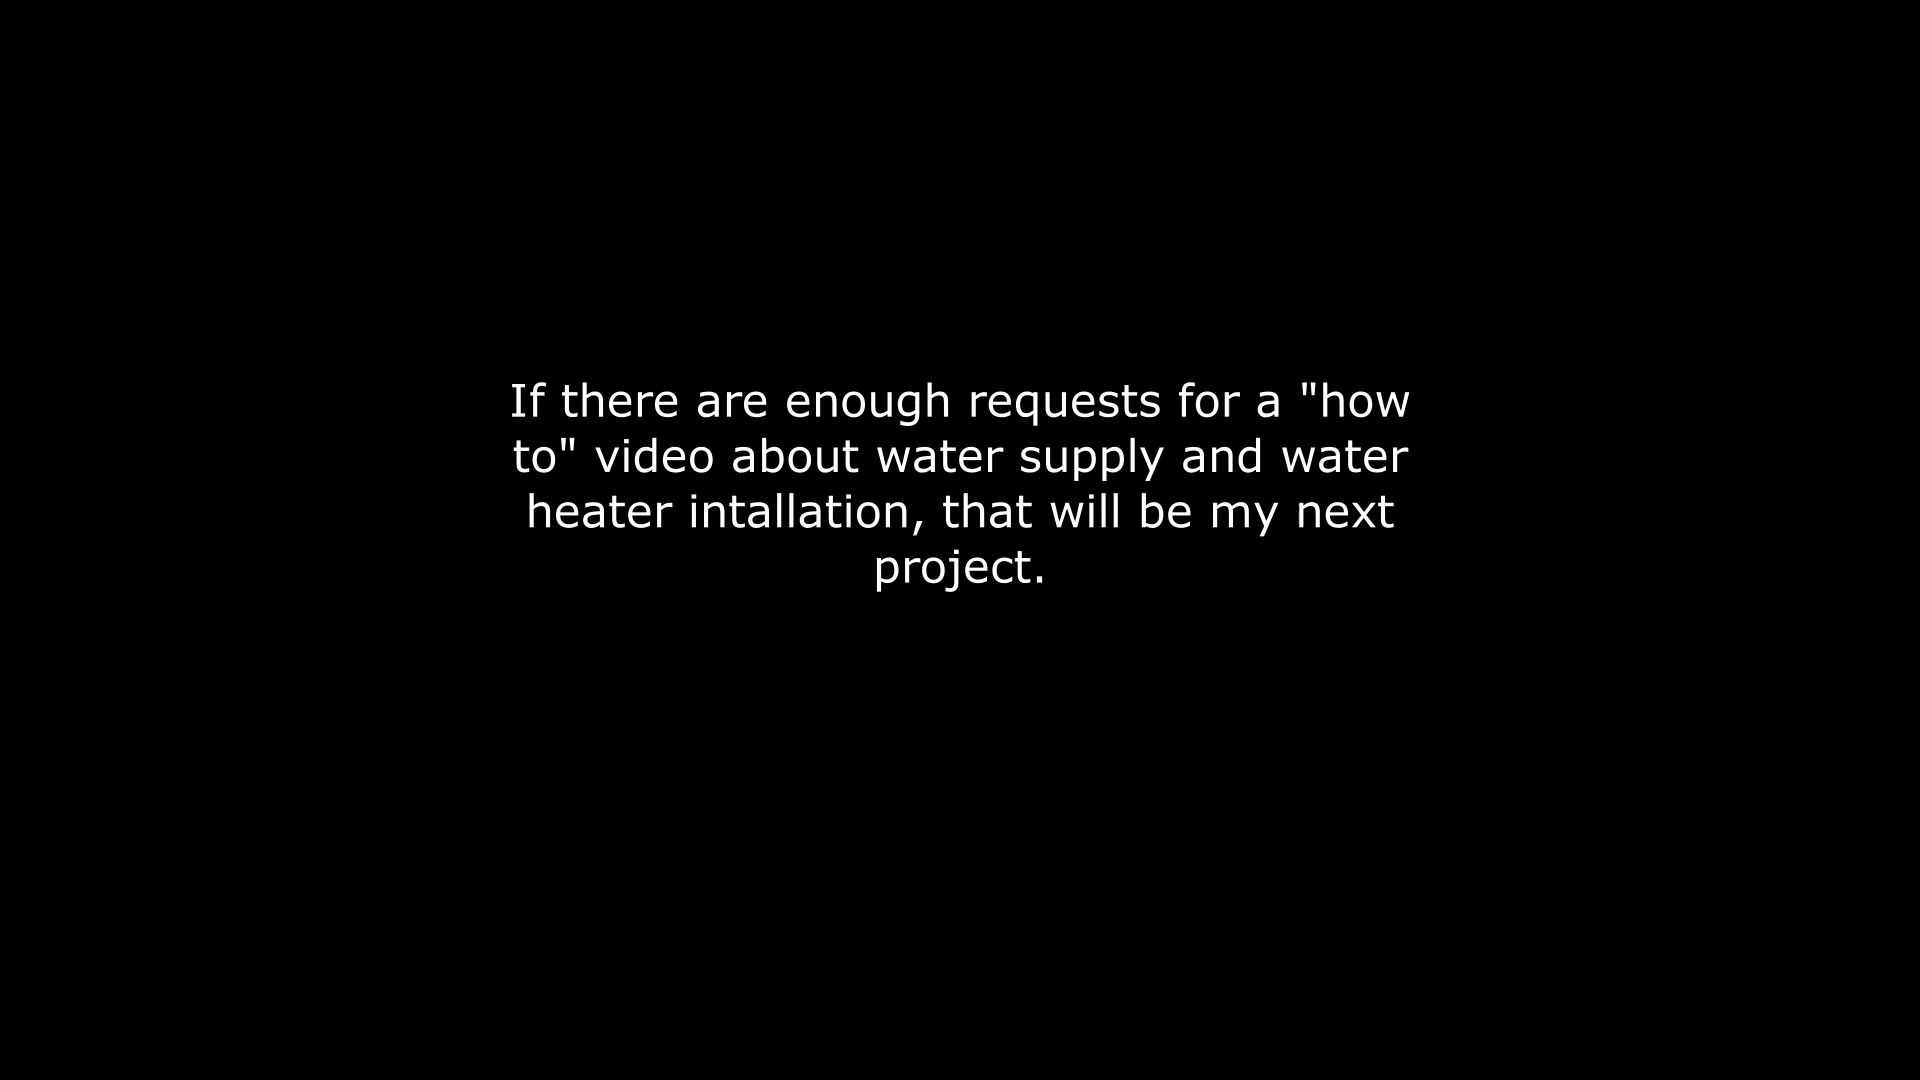 If there are enough requests for a "how
to" video about water supply and water
heater intallation, that will be my next
project.